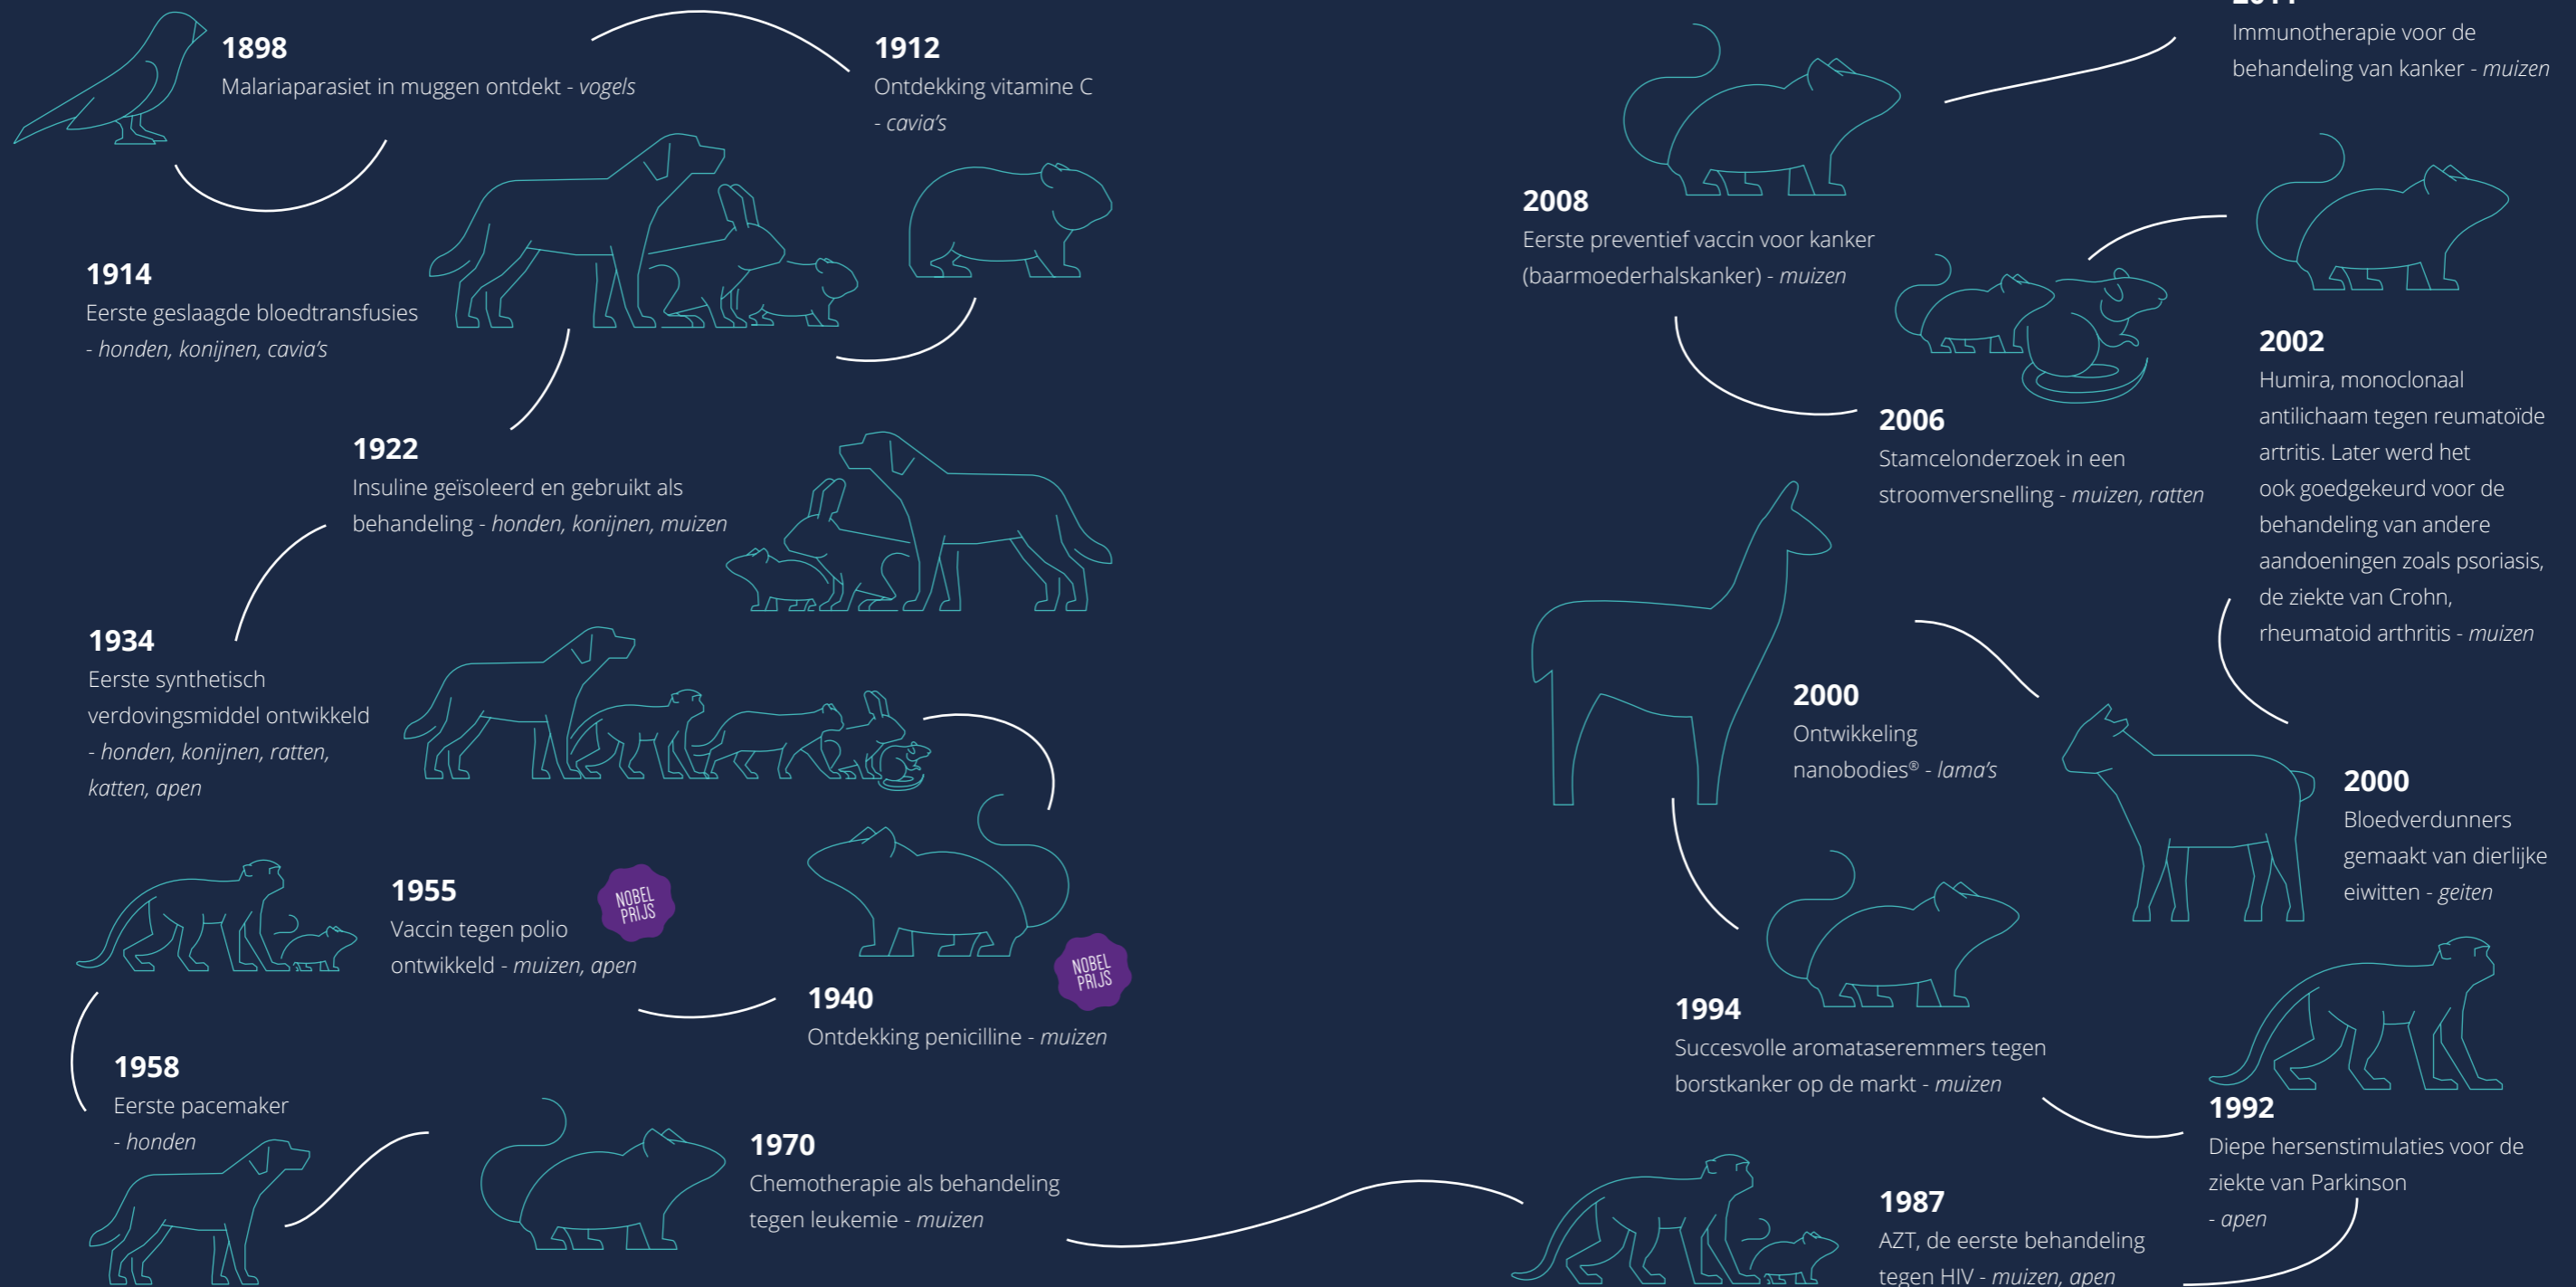 1898
Malariaparasiet in muggen ontdekt - vogels
1912
Ontdekking vitamine C
- cavia’s
1914
Eerste geslaagde bloedtransfusies
- honden, konijnen, cavia’s
1922
Insuline geïsoleerd en gebruikt als
behandeling - honden, konijnen, muizen
1934
Eerste synthetisch
verdovingsmiddel ontwikkeld
- honden, konijnen, ratten,
katten, apen
1940
Ontdekking penicilline - muizen
NOBEL
PRIJS
1955
Vaccin tegen polio
ontwikkeld - muizen, apen
NOBEL
PRIJS
1958
Eerste pacemaker
- honden
1970
Chemotherapie als behandeling
tegen leukemie - muizen
1987
AZT, de eerste behandeling
tegen HIV - muizen, apen
1992
Diepe hersenstimulaties voor de
ziekte van Parkinson
- apen
1994
Succesvolle aromataseremmers tegen
borstkanker op de markt - muizen
2000
Ontwikkeling
nanobodies® - lama’s
2000
Bloedverdunners
gemaakt van dierlijke
eiwitten - geiten
2002
Humira, monoclonaal
antilichaam tegen reumatoïde
artritis. Later werd het
ook goedgekeurd voor de
behandeling van andere
aandoeningen zoals psoriasis,
de ziekte van Crohn,
rheumatoid arthritis - muizen
2006
Stamcelonderzoek in een
stroomversnelling - muizen, ratten
2008
Eerste preventief vaccin voor kanker
(baarmoederhalskanker) - muizen
Immunotherapie voor de
behandeling van kanker - muizen